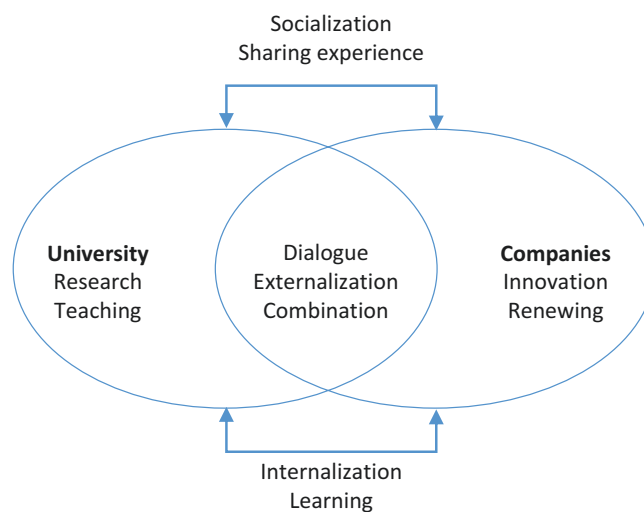 Socialization
Sharing experience
University
Research
Teaching
Dialogue
Externalization
Combination
Companies
Innovation
Renewing
Internalization
Learning